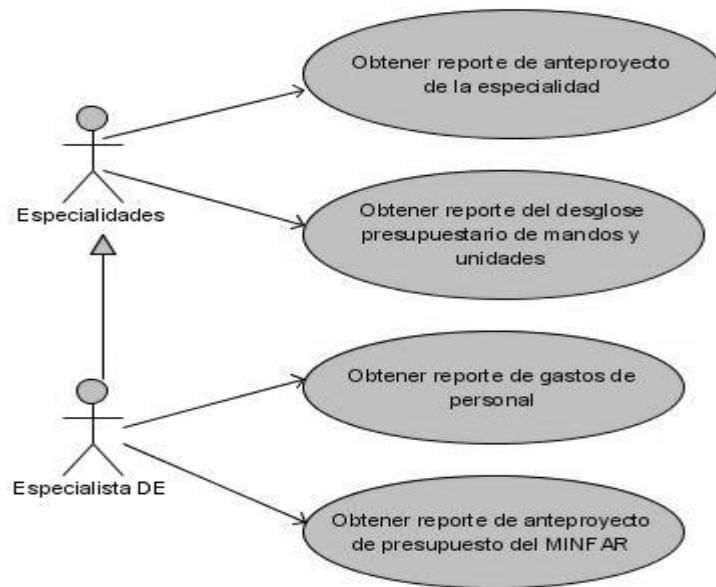 Obtener reporte de anteproyecto
de la especialidad
Especialidades
Obtener reporte del desglose
presupuestario de mandos y
unidades
Obtener reporte de gastos de
personal
Especialista DE
Obtener reporte de anteproyecto
de presupuesto del MINFAR